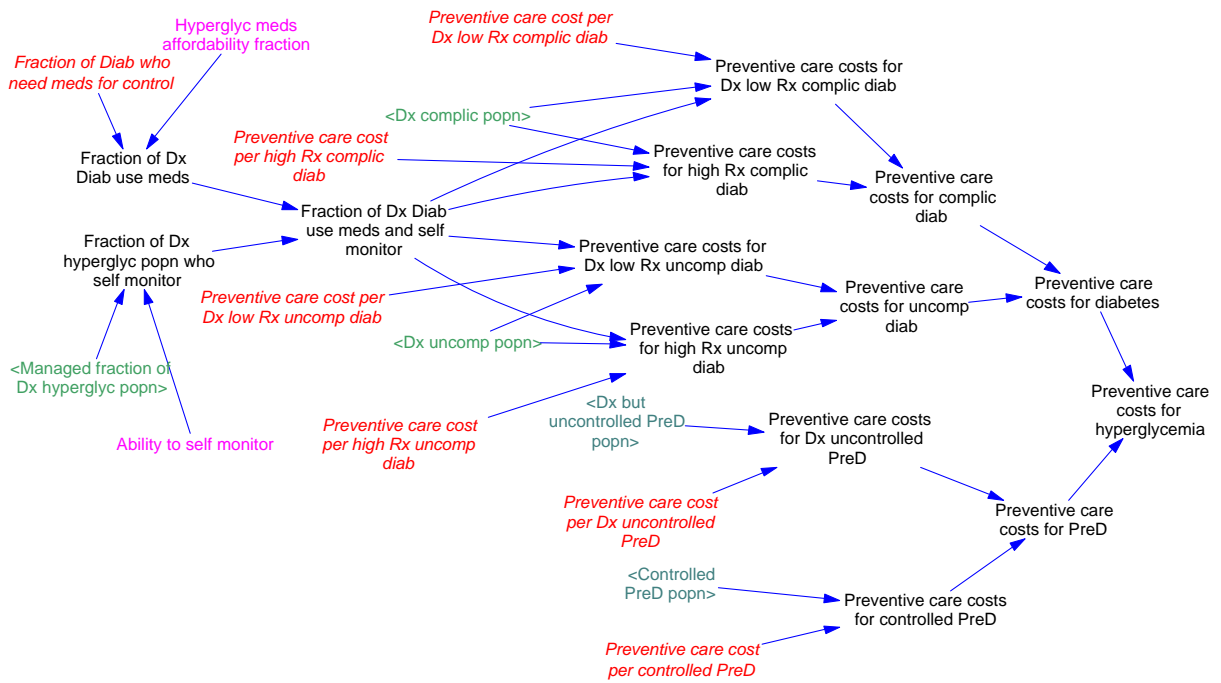 Hyperglyc meds
affordability fraction
Preventive care cost per
Dx low Rx complic diab
Fraction of Diab who
need meds for control
Preventive care costs for
Dx low Rx complic diab
<Dx complic popn>
Preventive care cost
per high Rx complic
diab
Preventive care costs
for high Rx complic
diab
Fraction of Dx
Diab use meds
Preventive care
costs for complic
diab
Fraction of Dx Diab
use meds and self
monitor
Fraction of Dx
hyperglyc popn who
self monitor
Preventive care costs for
Dx low Rx uncomp diab
Preventive care
costs for diabetes
Preventive care
costs for uncomp
diab
Preventive care cost per
Dx low Rx uncomp diab
<Dx uncomp popn>
Preventive care costs
for high Rx uncomp
diab
<Managed fraction of
Dx hyperglyc popn>
Preventive care
costs for
hyperglycemia
<Dx but
uncontrolled PreD
popn>
Preventive care cost
per high Rx uncomp
diab
Preventive care costs
for Dx uncontrolled
PreD
Ability to self monitor
Preventive care cost
per Dx uncontrolled
PreD
Preventive care
costs for PreD
<Controlled
PreD popn>
Preventive care costs
for controlled PreD
Preventive care cost
per controlled PreD